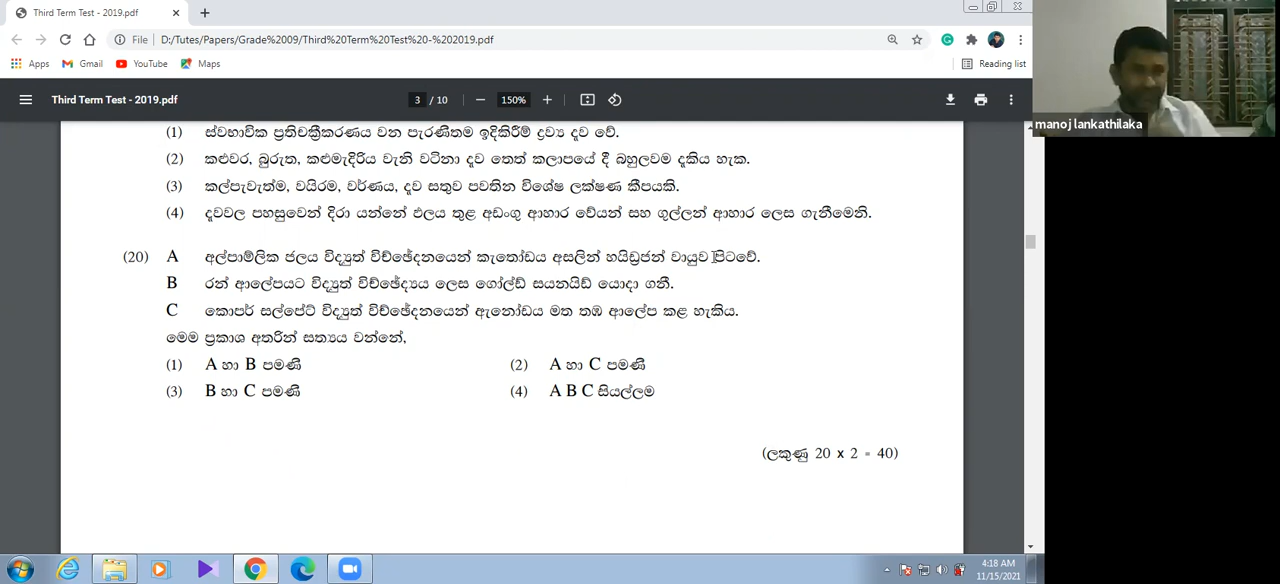 Third Term Test - 2019.pdf
File D:/Tutes/Papers/Grade%2009/Third%20Term%20Test%20-%202019.pdf
Apps Gmail YouTube Maps Reading list
Third Term Test - 2019.pdf 3 / 10 150%
manoj lankathilaka
(1) ස්වභාවික ප්‍රතිචක්‍රීකරණය වන පැරණිතම ඉදිකිරීම් ද්‍රව්‍ය දැව වේ.
(2) කළුවර, බුරුත, කළුමැදිරිය වැනි වටිනා දැව තෙත් කලාපයේ දී බහුලවම දැකිය හැක.
(3) කල්පැවැත්ම, වයිරම, වර්ණය, දැව සතුව පවතින විශේෂ ලක්ෂණ කීපයකි.
(4) දැවවල පහසුවෙන් දිරා යන්නේ ඵලය තුළ අඩංගු ආහාර වේයන් සහ ගුල්ලන් ආහාර ලෙස ගැනීමෙනි.
(20) A අල්පාම්ලික ජලය විද්‍යුත් විච්ඡේදනයෙන් කැතෝඩය අසලින් හයිඩ්‍රජන් වායුව පිටවේ.
B රන් ආලේපයට විද්‍යුත් විච්ඡේද්‍යය ලෙස ගෝල්ඩ් සයනයිඩ් යොදා ගනී.
C කොපර් සල්පේට් විද්‍යුත් විච්ඡේදනයෙන් ඇනෝඩය මත තඹ ආලේප කළ හැකිය.
මෙම ප්‍රකාශ අතරින් සත්‍යය වන්නේ,
(1) A හා B පමණි (2) A හා C පමණි
(3) B හා C පමණි (4) A B C සියල්ලම
(ලකුණු 20 x 2 = 40)
4:18 AM
11/15/2021